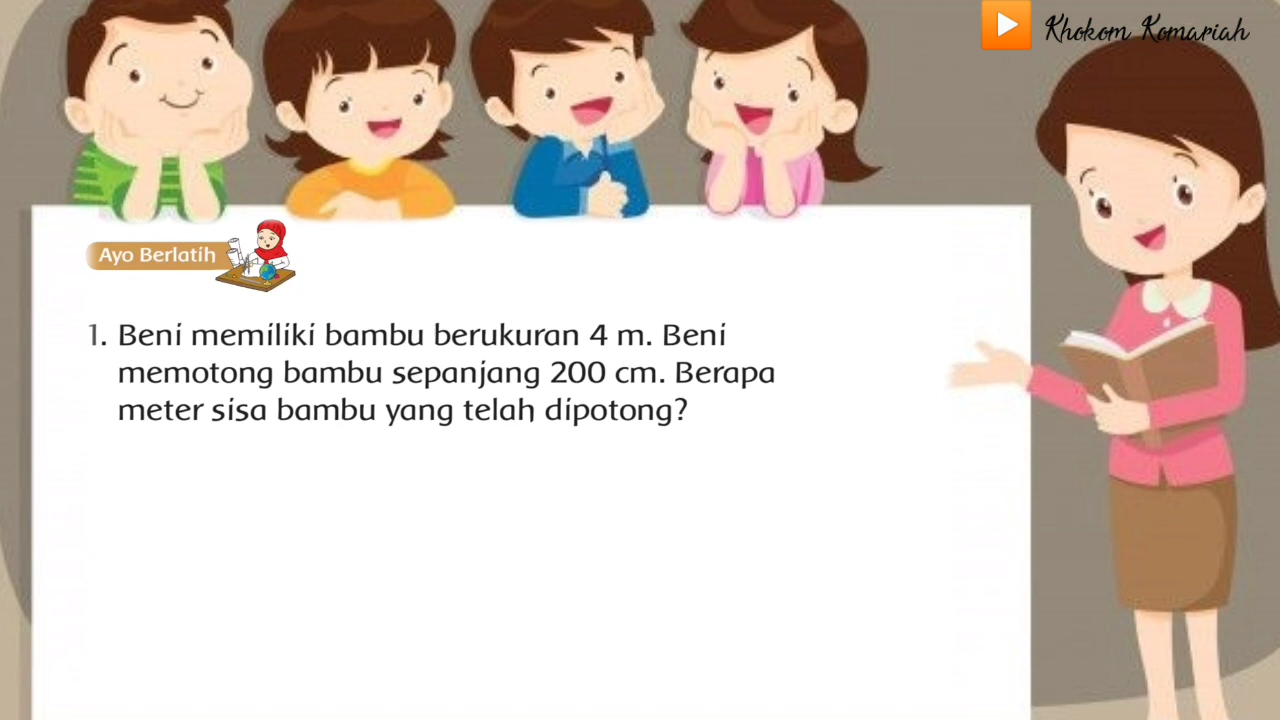 Khokom Komariah
Ayo Berlatih
1. Beni memiliki bambu berukuran 4 m. Beni
memotong bambu sepanjang 200 cm. Berapa
meter sisa bambu yang telah dipotong?